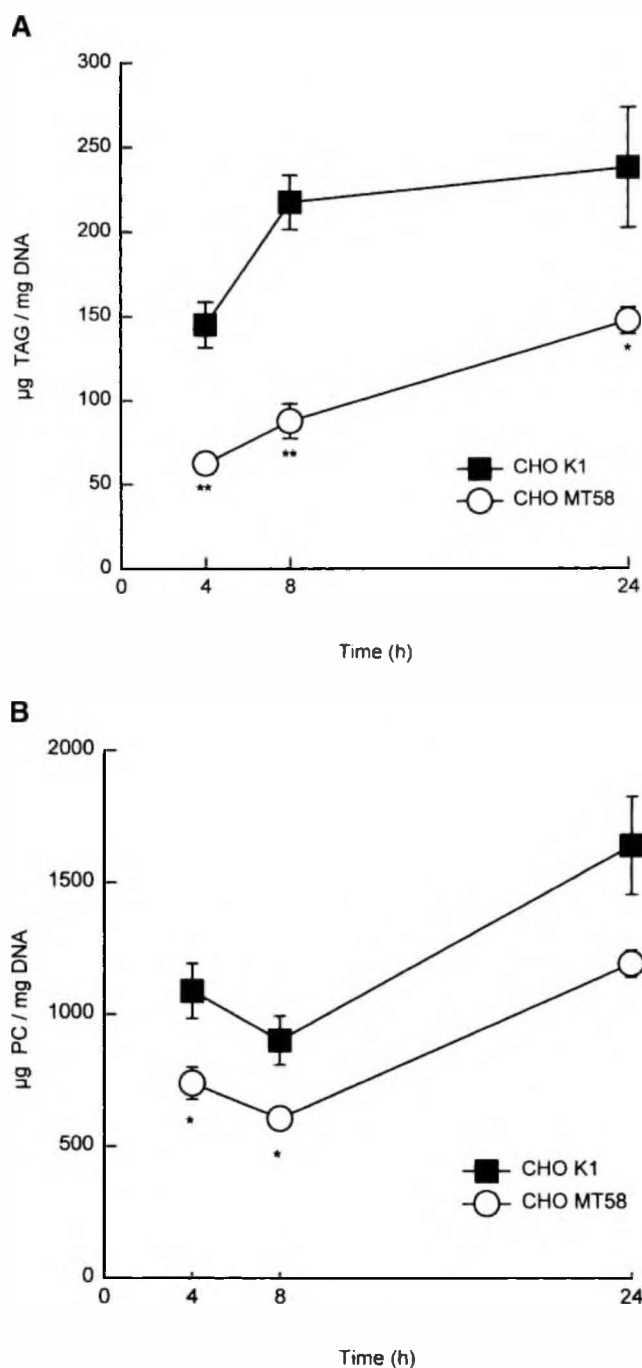 A
300
250
200
150
100
50
0
µg TAG / mg DNA
**
**
*
CHO K1
CHO MT58
0 4 8 24
Time (h)
B
2000
1500
1000
500
0
µg PC / mg DNA
*
*
CHO K1
CHO MT58
0 4 8 24
Time (h)